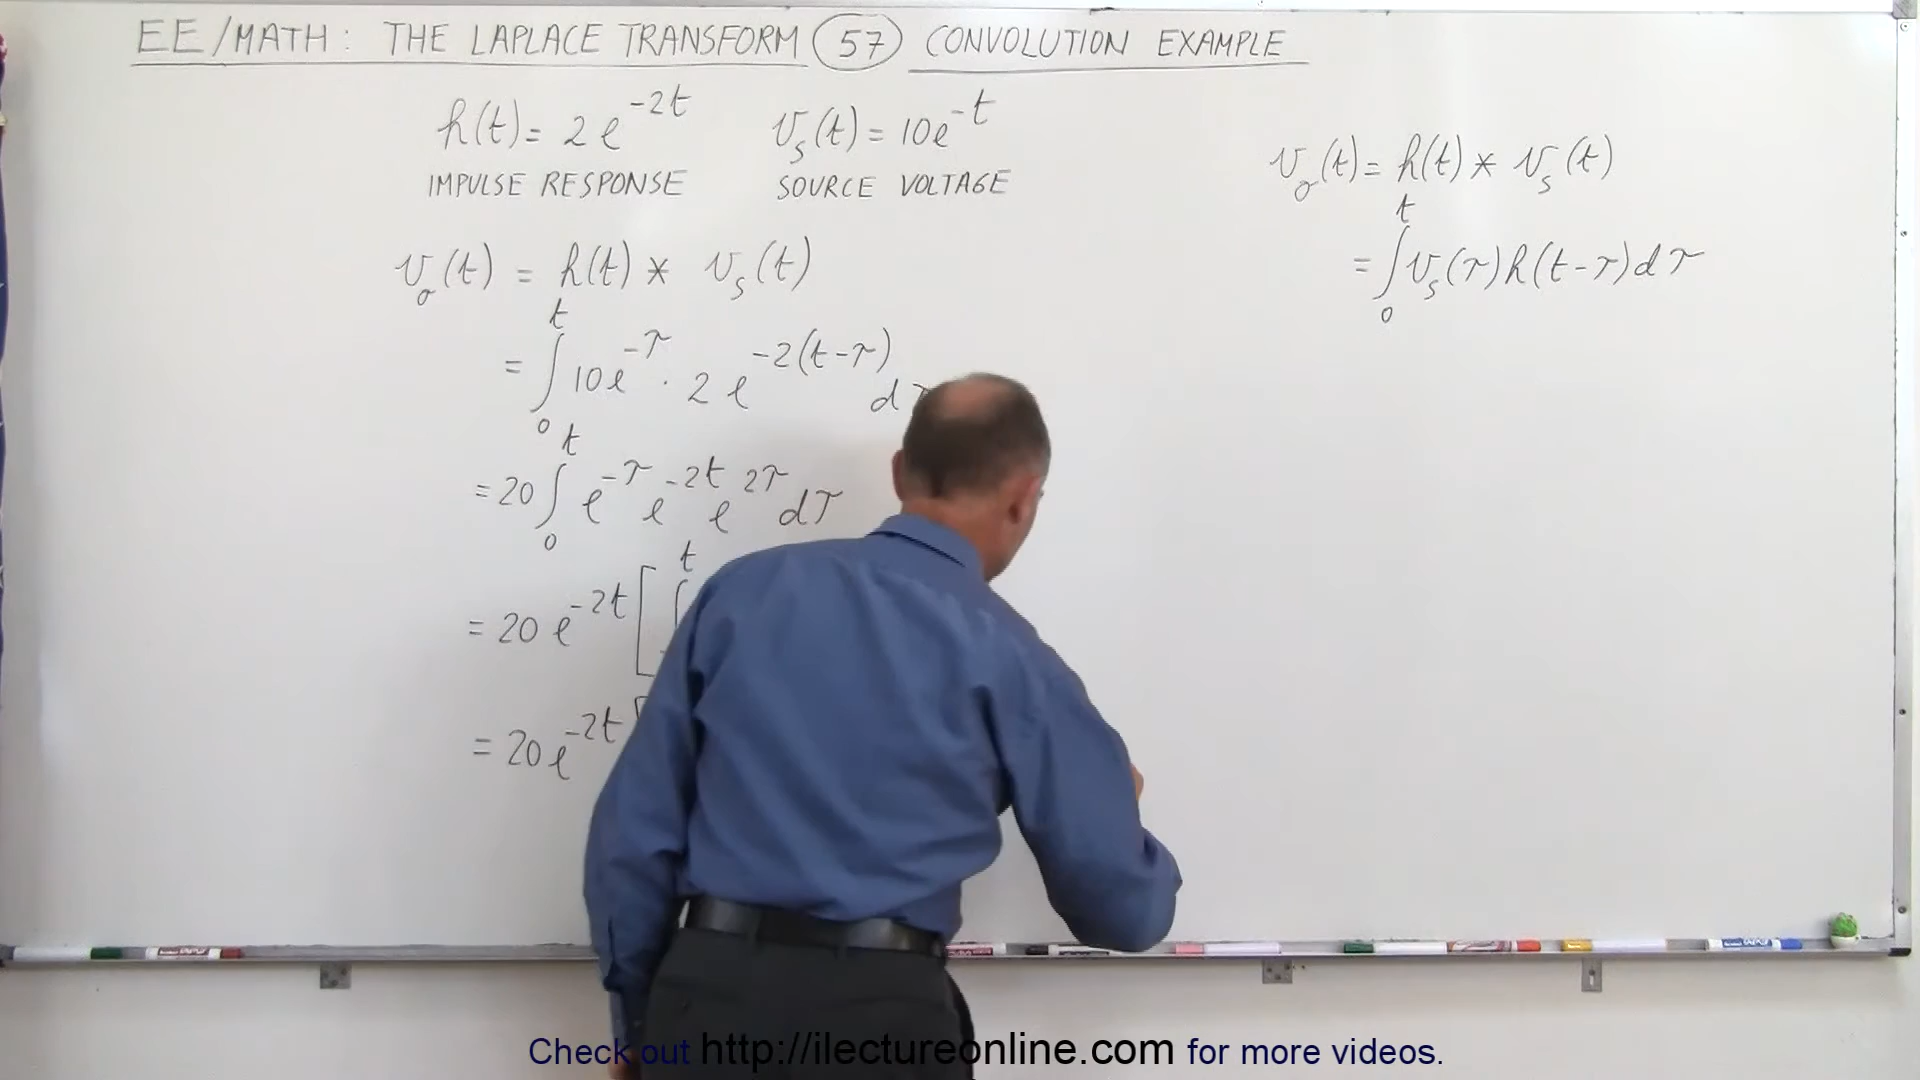 EE/MATH: THE LAPLACE TRANSFORM 57 CONVOLUTION EXAMPLE
h(t) = 2e^{-2t} v_s(t) = 10e^{-t}
IMPULSE RESPONSE SOURCE VOLTAGE
v_o(t) = h(t) * v_s(t)
= ∫_0^t 10e^{-τ} · 2e^{-2(t-τ)} dτ
= 20 ∫_0^t e^{-τ} e^{-2t} e^{2τ} dτ
= 20e^{-2t} [ ∫^t
= 20e^{-2t} [
v_o(t) = h(t) * v_s(t)
= ∫_0^t v_s(τ) h(t-τ) dτ
Check out http://ilectureonline.com for more videos.